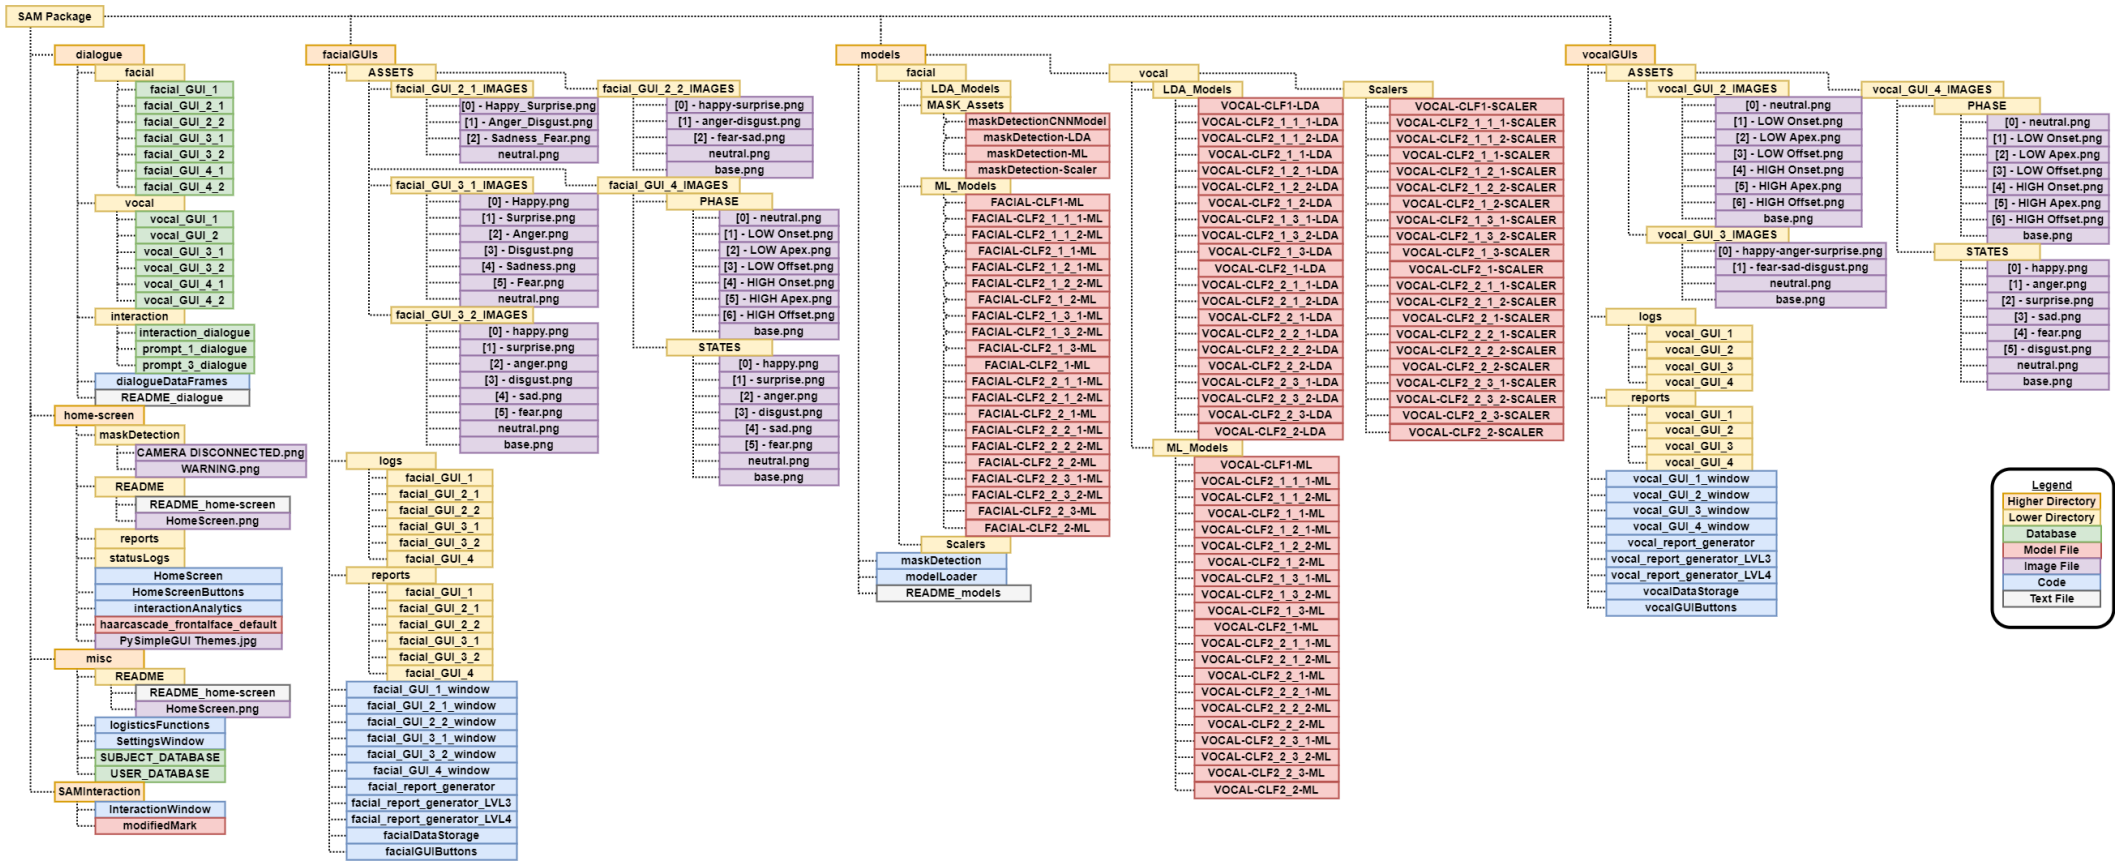 SAM Package
dialogue
facial
facial_GUI_1
facial_GUI_2_1
facial_GUI_2_2
facial_GUI_3_1
facial_GUI_3_2
facial_GUI_4_1
facial_GUI_4_2
vocal
vocal_GUI_1
vocal_GUI_2
vocal_GUI_3_1
vocal_GUI_3_2
vocal_GUI_4_1
vocal_GUI_4_2
interaction
interaction_dialogue
prompt_1_dialogue
prompt_3_dialogue
dialogueDataFrames
README_dialogue
home-screen
maskDetection
CAMERA DISCONNECTED.png
WARNING.png
README
README_home-screen
HomeScreen.png
reports
statusLogs
HomeScreen
HomeScreenButtons
interactionAnalytics
haarcascade_frontalface_default
PySimpleGUI Themes.jpg
misc
README
README_home-screen
HomeScreen.png
logisticsFunctions
SettingsWindow
SUBJECT_DATABASE
USER_DATABASE
SAMInteraction
InteractionWindow
modifiedMark
facialGUIs
ASSETS
facial_GUI_2_1_IMAGES
[0] - Happy_Surprise.png
[1] - Anger_Disgust.png
[2] - Sadness_Fear.png
neutral.png
facial_GUI_2_2_IMAGES
[0] - happy-surprise.png
[1] - anger-disgust.png
[2] - fear-sad.png
neutral.png
base.png
facial_GUI_3_1_IMAGES
[0] - Happy.png
[1] - Surprise.png
[2] - Anger.png
[3] - Disgust.png
[4] - Sadness.png
[5] - Fear.png
neutral.png
facial_GUI_3_2_IMAGES
[0] - happy.png
[1] - surprise.png
[2] - anger.png
[3] - disgust.png
[4] - sad.png
[5] - fear.png
neutral.png
base.png
facial_GUI_4_IMAGES
PHASE
[0] - neutral.png
[1] - LOW Onset.png
[2] - LOW Apex.png
[3] - LOW Offset.png
[4] - HIGH Onset.png
[5] - HIGH Apex.png
[6] - HIGH Offset.png
base.png
STATES
[0] - happy.png
[1] - surprise.png
[2] - anger.png
[3] - disgust.png
[4] - sad.png
[5] - fear.png
neutral.png
base.png
logs
facial_GUI_1
facial_GUI_2_1
facial_GUI_2_2
facial_GUI_3_1
facial_GUI_3_2
facial_GUI_4
reports
facial_GUI_1
facial_GUI_2_1
facial_GUI_2_2
facial_GUI_3_1
facial_GUI_3_2
facial_GUI_4
facial_GUI_1_window
facial_GUI_2_1_window
facial_GUI_2_2_window
facial_GUI_3_1_window
facial_GUI_3_2_window
facial_GUI_4_window
facial_report_generator
facial_report_generator_LVL3
facial_report_generator_LVL4
facialDataStorage
facialGUIButtons
models
facial
LDA_Models
MASK_Assets
maskDetectionCNNModel
maskDetection-LDA
maskDetection-ML
maskDetection-Scaler
ML_Models
FACIAL-CLF1-ML
FACIAL-CLF2_1_1_1-ML
FACIAL-CLF2_1_1_2-ML
FACIAL-CLF2_1_1-ML
FACIAL-CLF2_1_2_1-ML
FACIAL-CLF2_1_2_2-ML
FACIAL-CLF2_1_2-ML
FACIAL-CLF2_1_3_1-ML
FACIAL-CLF2_1_3_2-ML
FACIAL-CLF2_1_3-ML
FACIAL-CLF2_1-ML
FACIAL-CLF2_2_1_1-ML
FACIAL-CLF2_2_1_2-ML
FACIAL-CLF2_2_1-ML
FACIAL-CLF2_2_2_1-ML
FACIAL-CLF2_2_2_2-ML
FACIAL-CLF2_2_2-ML
FACIAL-CLF2_2_3_1-ML
FACIAL-CLF2_2_3_2-ML
FACIAL-CLF2_2_3-ML
FACIAL-CLF2_2-ML
Scalers
maskDetection
modelLoader
README_models
vocal
LDA_Models
VOCAL-CLF1-LDA
VOCAL-CLF2_1_1_1-LDA
VOCAL-CLF2_1_1_2-LDA
VOCAL-CLF2_1_1-LDA
VOCAL-CLF2_1_2_1-LDA
VOCAL-CLF2_1_2_2-LDA
VOCAL-CLF2_1_2-LDA
VOCAL-CLF2_1_3_1-LDA
VOCAL-CLF2_1_3_2-LDA
VOCAL-CLF2_1_3-LDA
VOCAL-CLF2_1-LDA
VOCAL-CLF2_2_1_1-LDA
VOCAL-CLF2_2_1_2-LDA
VOCAL-CLF2_2_1-LDA
VOCAL-CLF2_2_2_1-LDA
VOCAL-CLF2_2_2_2-LDA
VOCAL-CLF2_2_2-LDA
VOCAL-CLF2_2_3_1-LDA
VOCAL-CLF2_2_3_2-LDA
VOCAL-CLF2_2_3-LDA
VOCAL-CLF2_2-LDA
ML_Models
VOCAL-CLF1-ML
VOCAL-CLF2_1_1_1-ML
VOCAL-CLF2_1_1_2-ML
VOCAL-CLF2_1_1-ML
VOCAL-CLF2_1_2_1-ML
VOCAL-CLF2_1_2_2-ML
VOCAL-CLF2_1_2-ML
VOCAL-CLF2_1_3_1-ML
VOCAL-CLF2_1_3_2-ML
VOCAL-CLF2_1_3-ML
VOCAL-CLF2_1-ML
VOCAL-CLF2_2_1_1-ML
VOCAL-CLF2_2_1_2-ML
VOCAL-CLF2_2_1-ML
VOCAL-CLF2_2_2_1-ML
VOCAL-CLF2_2_2_2-ML
VOCAL-CLF2_2_2-ML
VOCAL-CLF2_2_3_1-ML
VOCAL-CLF2_2_3_2-ML
VOCAL-CLF2_2_3-ML
VOCAL-CLF2_2-ML
Scalers
VOCAL-CLF1-SCALER
VOCAL-CLF2_1_1_1-SCALER
VOCAL-CLF2_1_1_2-SCALER
VOCAL-CLF2_1_1-SCALER
VOCAL-CLF2_1_2_1-SCALER
VOCAL-CLF2_1_2_2-SCALER
VOCAL-CLF2_1_2-SCALER
VOCAL-CLF2_1_3_1-SCALER
VOCAL-CLF2_1_3_2-SCALER
VOCAL-CLF2_1_3-SCALER
VOCAL-CLF2_1-SCALER
VOCAL-CLF2_2_1_1-SCALER
VOCAL-CLF2_2_1_2-SCALER
VOCAL-CLF2_2_1-SCALER
VOCAL-CLF2_2_2_1-SCALER
VOCAL-CLF2_2_2_2-SCALER
VOCAL-CLF2_2_2-SCALER
VOCAL-CLF2_2_3_1-SCALER
VOCAL-CLF2_2_3_2-SCALER
VOCAL-CLF2_2_3-SCALER
VOCAL-CLF2_2-SCALER
vocalGUIs
ASSETS
vocal_GUI_2_IMAGES
[0] - neutral.png
[1] - LOW Onset.png
[2] - LOW Apex.png
[3] - LOW Offset.png
[4] - HIGH Onset.png
[5] - HIGH Apex.png
[6] - HIGH Offset.png
base.png
vocal_GUI_3_IMAGES
[0] - happy-anger-surprise.png
[1] - fear-sad-disgust.png
neutral.png
base.png
vocal_GUI_4_IMAGES
PHASE
[0] - neutral.png
[1] - LOW Onset.png
[2] - LOW Apex.png
[3] - LOW Offset.png
[4] - HIGH Onset.png
[5] - HIGH Apex.png
[6] - HIGH Offset.png
base.png
STATES
[0] - happy.png
[1] - anger.png
[2] - surprise.png
[3] - sad.png
[4] - fear.png
[5] - disgust.png
neutral.png
base.png
logs
vocal_GUI_1
vocal_GUI_2
vocal_GUI_3
vocal_GUI_4
reports
vocal_GUI_1
vocal_GUI_2
vocal_GUI_3
vocal_GUI_4
vocal_GUI_1_window
vocal_GUI_2_window
vocal_GUI_3_window
vocal_GUI_4_window
vocal_report_generator
vocal_report_generator_LVL3
vocal_report_generator_LVL4
vocalDataStorage
vocalGUIButtons
Legend
Higher Directory
Lower Directory
Database
Model File
Image File
Code
Text File